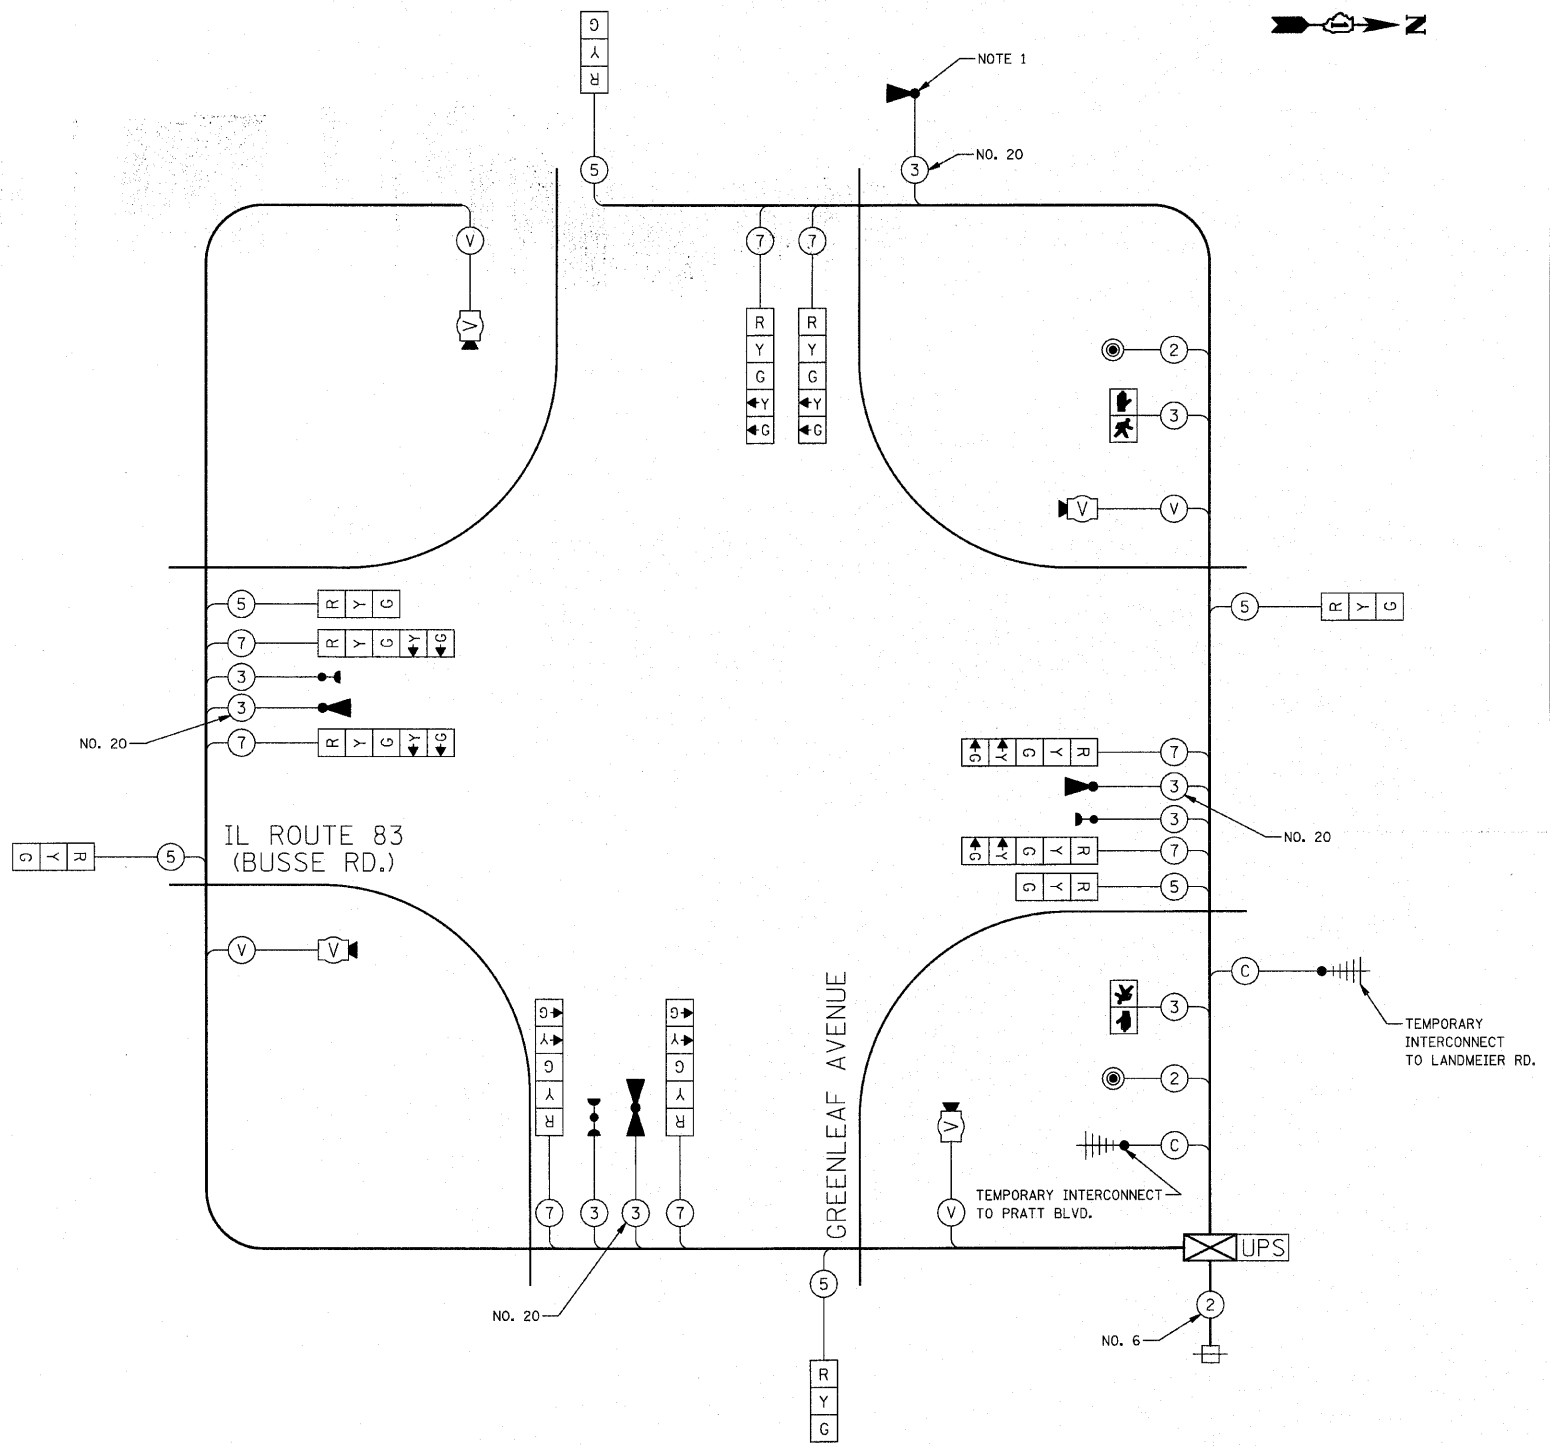 G
Y
R
N
NOTE 1
5
3
NO. 20
V
7
7
V
R
Y
G
Y
G
R
Y
G
Y
G
2
3
V
V
5
R Y G
5
R Y G
7
R Y G Y G
3
3
NO. 20
7
R Y G Y G
G Y G Y R
7
3
3
NO. 20
IL ROUTE 83
(BUSSE RD.)
G Y R
5
G Y G Y R
7
G Y R
5
V
V
C
TEMPORARY
INTERCONNECT
TO LANDMEIER RD.
3
2
G
Y
G
Y
R
G
Y
G
Y
R
GREENLEAF AVENUE
V
C
TEMPORARY INTERCONNECT
TO PRATT BLVD.
7
3
3
7
V
UPS
NO. 20
5
2
NO. 6
R
Y
G